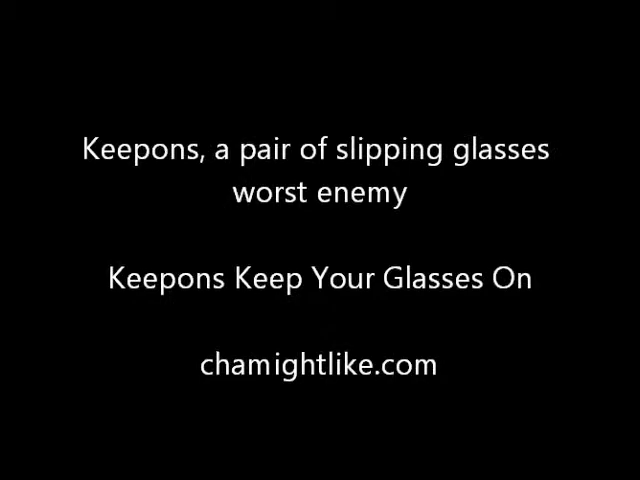 Keepons, a pair of slipping glasses
worst enemy
Keepons Keep Your Glasses On
chamightlike.com